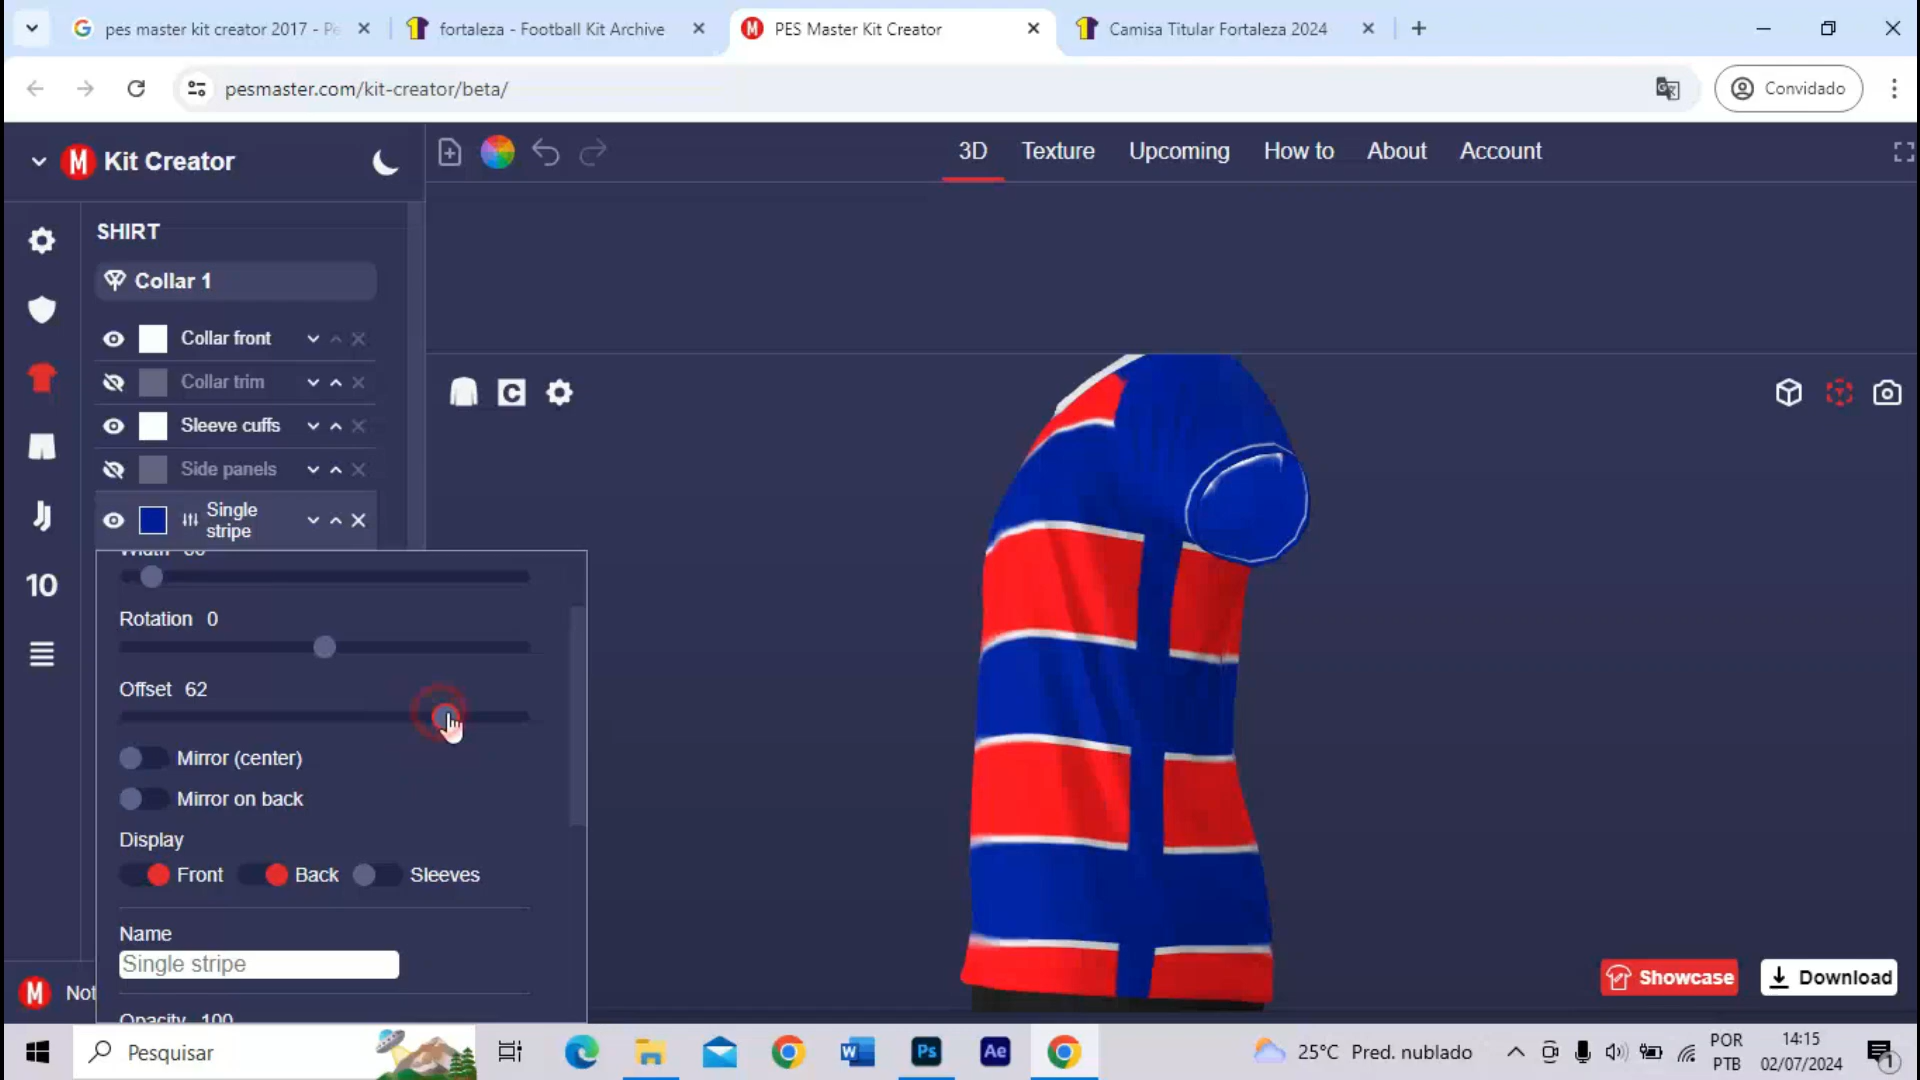 pes master kit creator 2017 - Pe
fortaleza - Football Kit Archive
PES Master Kit Creator
Camisa Titular Fortaleza 2024
pesmaster.com/kit-creator/beta/
Convidado
M Kit Creator
3D
Texture
Upcoming
How to
About
Account
SHIRT
Collar 1
Collar front
Collar trim
Sleeve cuffs
Side panels
Single
stripe
10
C
Rotation 0
Offset 62
Mirror (center)
Mirror on back
Display
Front
Back
Sleeves
Name
Single stripe
Opacity 100
M Not
Showcase
Download
Pesquisar
W
Ps
Ae
25°C Pred. nublado
POR
PTB
14:15
02/07/2024
1